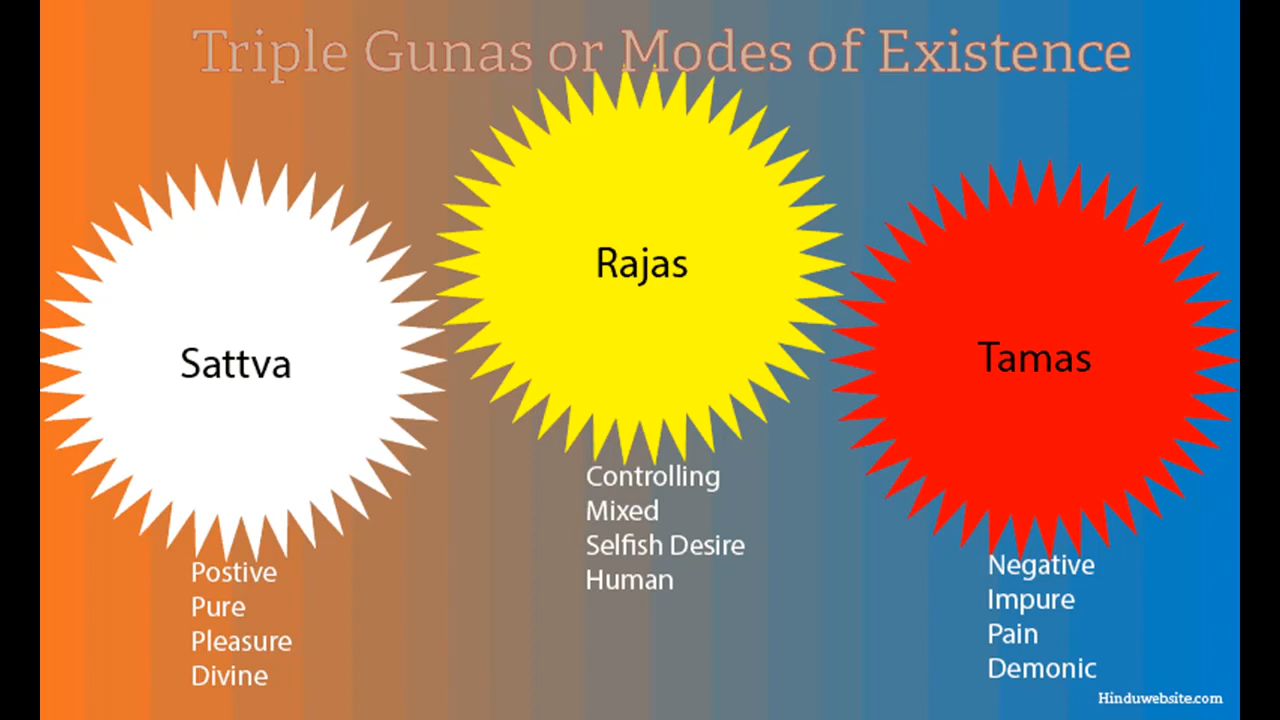 Triple Gunas or Modes of Existence
Sattva
Postive
Pure
Pleasure
Divine
Rajas
Controlling
Mixed
Selfish Desire
Human
Tamas
Negative
Impure
Pain
Demonic
Hinduwebsite.com